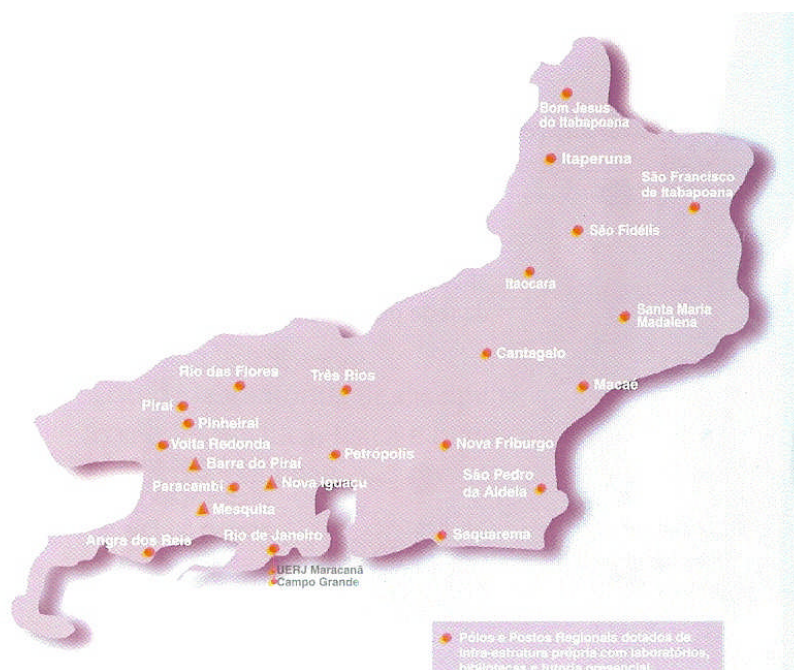 Bom Jesus
do Itabapoana
Itaperuna
São Francisco
de Itabapoana
São Fidélis
Itaocara
Santa Maria
Madalena
Cantagalo
Rio das Flores
Três Rios
Macaé
Piraí
Pinheiral
Volta Redonda
Nova Friburgo
Petrópolis
Barra do Piraí
São Pedro
da Aldeia
Paracambi
Nova Iguaçu
Mesquita
Angra dos Reis
Rio de Janeiro
Saquarema
UERJ Maracanã
Campo Grande
Pólos e Postos Regionais dotados de
infra-estrutura própria com laboratórios,
bibliotecas e tutoria presencial